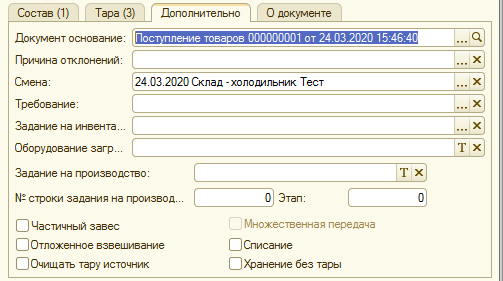 Состав (1) Тара (3) Дополнительно О документе
Документ основание: Поступление товаров 000000001 от 24.03.2020 15:46:40 ...
Причина отклонений: ...
Смена: 24.03.2020 Склад - холодильник Тест ...
Требование: ...
Задание на инвента... ...
Оборудование загр... T
Задание на производство: T
№ строки задания на производ... 0 Этап: 0
Частичный завес Множественная передача
Отложенное взвешивание Списание
Очищать тару источник Хранение без тары